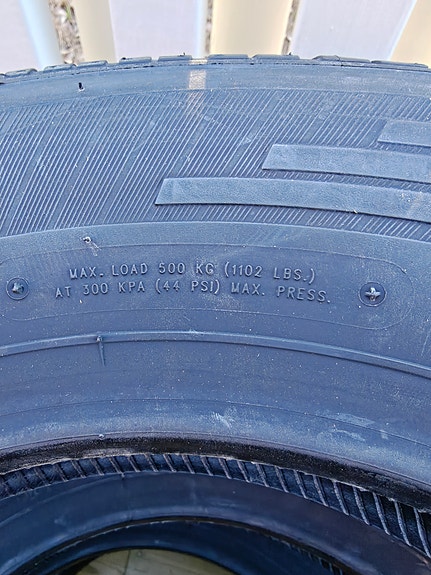 MAX. LOAD 500 KG (1102 LBS.)
AT 300 KPA (44 PSI) MAX. PRESS.